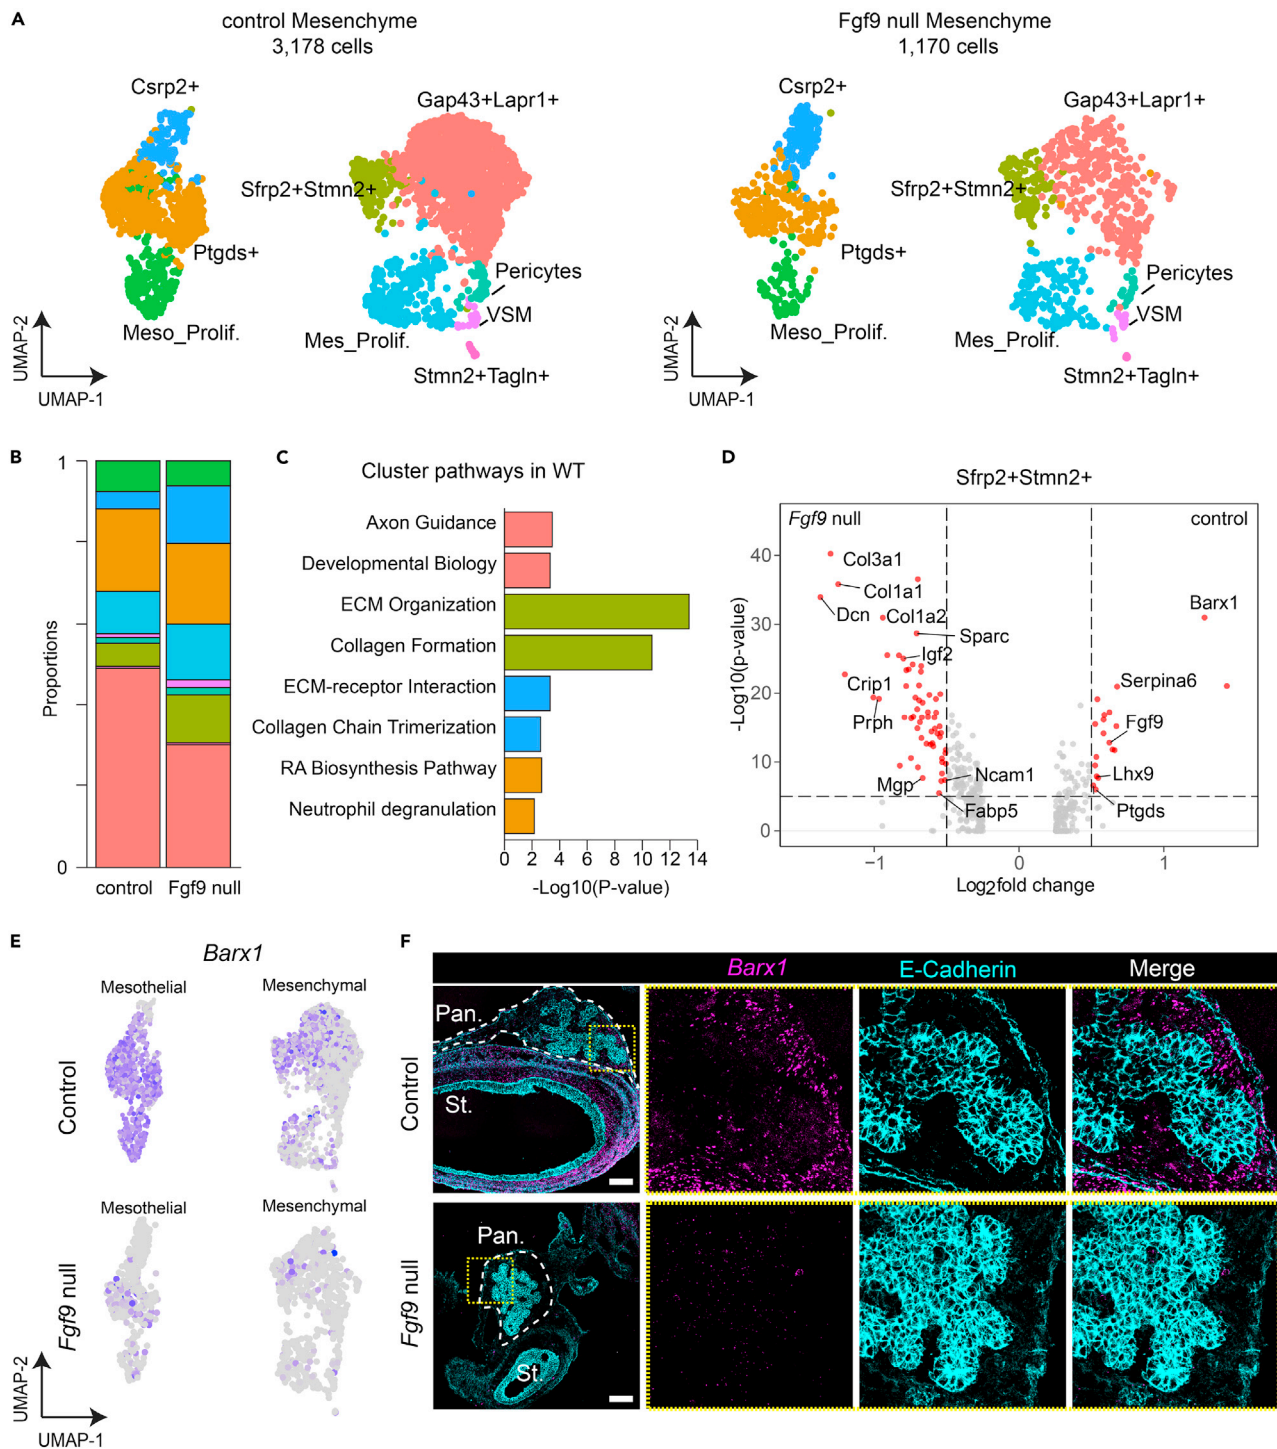 A
control Mesenchyme
3,178 cells
Fgf9 null Mesenchyme
1,170 cells
Csrp2+
Gap43+Lapr1+
Sfrp2+Stmn2+
Ptgds+
Pericytes
VSM
Meso_Prolif.
Mes_Prolif.
Stmn2+Tagln+
UMAP-2
UMAP-1
Csrp2+
Gap43+Lapr1+
Sfrp2+Stmn2+
Ptgds+
Pericytes
VSM
Meso_Prolif.
Mes_Prolif.
Stmn2+Tagln+
UMAP-2
UMAP-1
B
1
Proportions
0
control
Fgf9 null
C
Cluster pathways in WT
Axon Guidance
Developmental Biology
ECM Organization
Collagen Formation
ECM-receptor Interaction
Collagen Chain Trimerization
RA Biosynthesis Pathway
Neutrophil degranulation
0 2 4 6 8 10 12 14
-Log10(P-value)
D
Sfrp2+Stmn2+
Fgf9 null
control
40
30
20
10
0
-Log10(p-value)
Col3a1
Col1a1
Dcn
Col1a2
Sparc
Igf2
Crip1
Prph
Mgp
Ncam1
Fabp5
Barx1
Serpina6
Fgf9
Lhx9
Ptgds
−1 0 1
Log2fold change
E
Barx1
Mesothelial
Mesenchymal
Control
Mesothelial
Mesenchymal
Fgf9 null
UMAP-2
UMAP-1
F
Barx1
E-Cadherin
Merge
Control
Pan.
St.
Fgf9 null
Pan.
St.